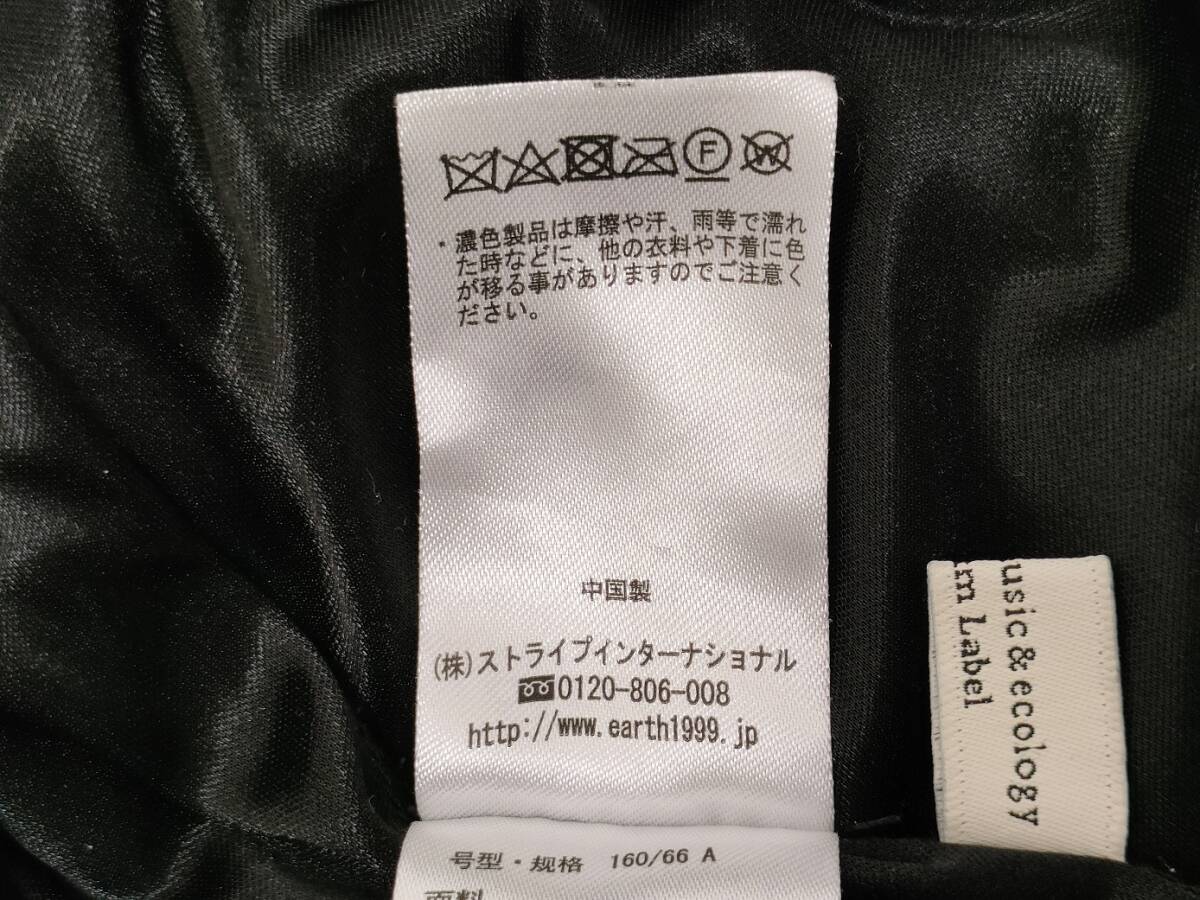 F
W
・濃色製品は摩擦や汗、雨等で濡れ
た時などに、他の衣料や下着に色
が移る事がありますのでご注意く
ださい。
中国製
(株)ストライプインターナショナル
0120-806-008
http://www.earth1999.jp
号型・规格 160/66 A
面料
usic&ecology
rn Label